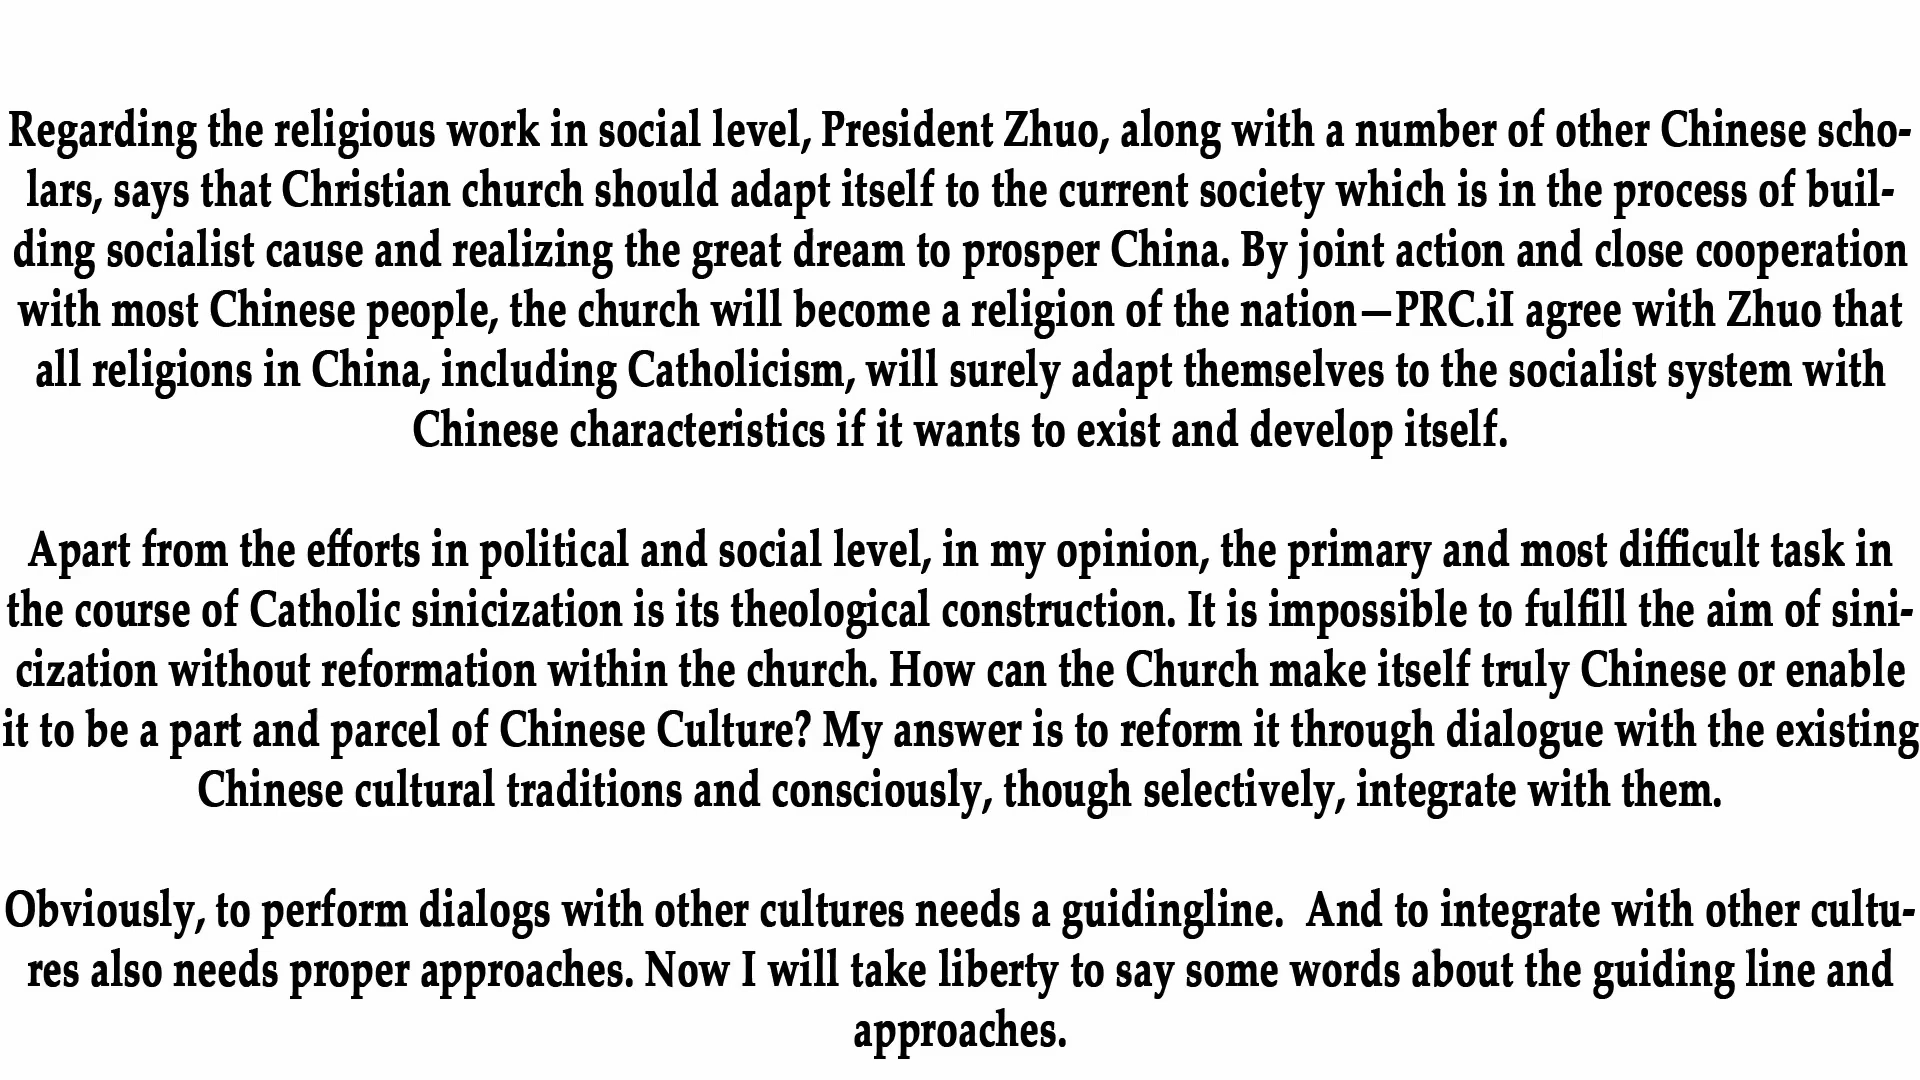 Regarding the religious work in social level, President Zhuo, along with a number of other Chinese scho-
lars, says that Christian church should adapt itself to the current society which is in the process of buil-
ding socialist cause and realizing the great dream to prosper China. By joint action and close cooperation
with most Chinese people, the church will become a religion of the nation—PRC.iI agree with Zhuo that
all religions in China, including Catholicism, will surely adapt themselves to the socialist system with
Chinese characteristics if it wants to exist and develop itself.
Apart from the efforts in political and social level, in my opinion, the primary and most difficult task in
the course of Catholic sinicization is its theological construction. It is impossible to fulfill the aim of sini-
cization without reformation within the church. How can the Church make itself truly Chinese or enable
it to be a part and parcel of Chinese Culture? My answer is to reform it through dialogue with the existing
Chinese cultural traditions and consciously, though selectively, integrate with them.
Obviously, to perform dialogs with other cultures needs a guidingline.  And to integrate with other cultu-
res also needs proper approaches. Now I will take liberty to say some words about the guiding line and
approaches.